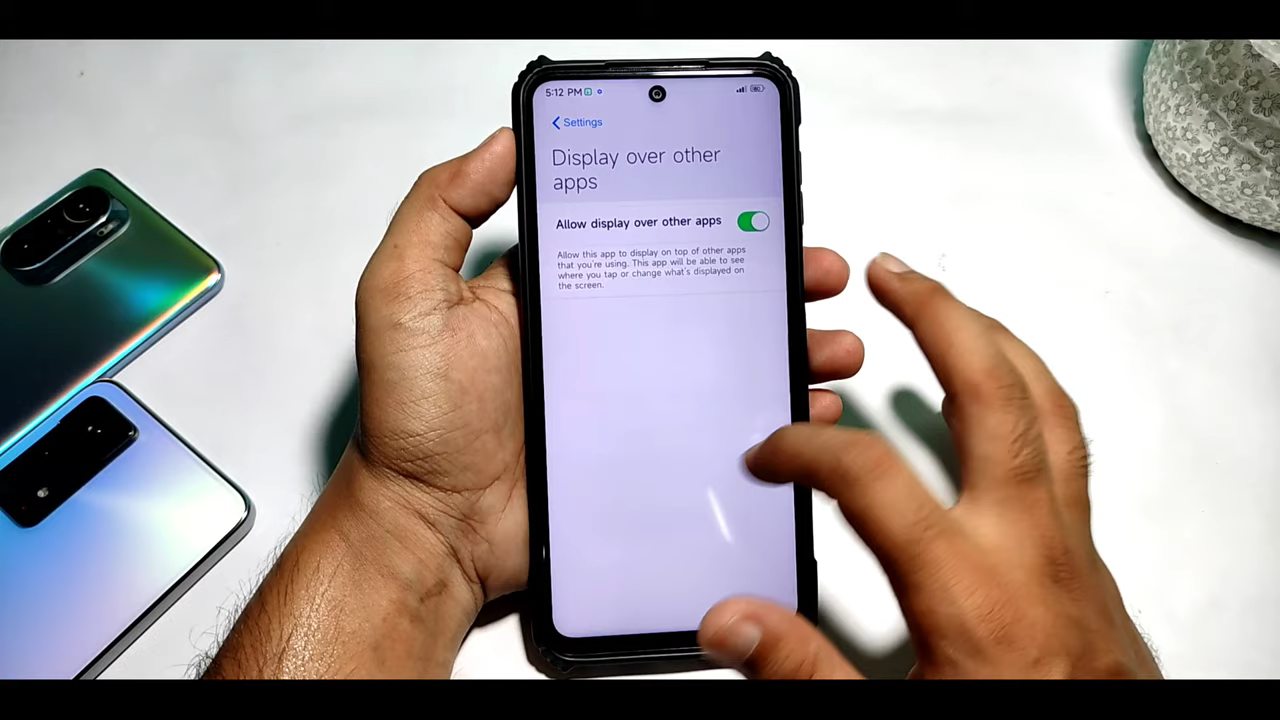 5:12 PM
Settings
Display over other
apps
Allow display over other apps
Allow this app to display on top of other apps
that you're using. This app will be able to see
where you tap or change what's displayed on
the screen.